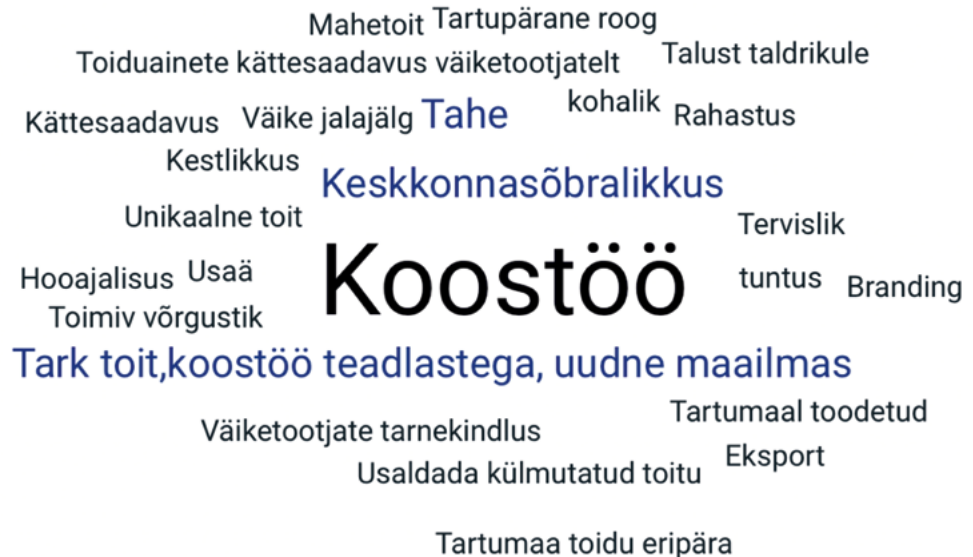 Mahetoit
Tartupärane roog
Toiduainete kättesaadavus väiketootjatelt
Talust taldrikule
Kättesaadavus
Väike jalajälg
Tahe
kohalik
Rahastus
Kestlikkus
Keskkonnasõbralikkus
Unikaalne toit
Tervislik
Hooajalisus
Usaä
Koostöö
tuntus
Branding
Toimiv võrgustik
Tark toit,koostöö teadlastega, uudne maailmas
Tartumaal toodetud
Väiketootjate tarnekindlus
Eksport
Usaldada külmutatud toitu
Tartumaa toidu eripära